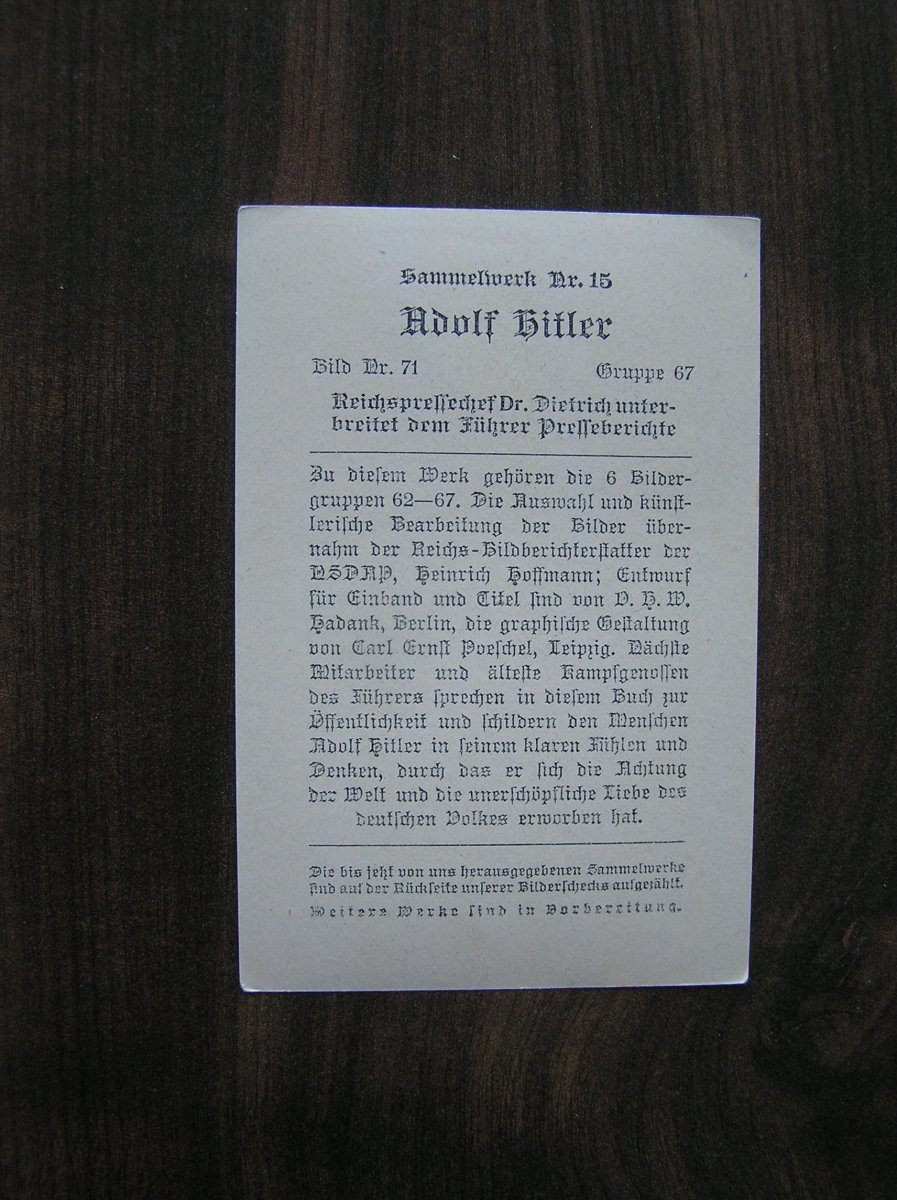 Sammelwerk Nr. 15
Adolf Hitler
Bild Nr. 71 Gruppe 67
Reichspressechef Dr. Dietrich unter-
breitet dem Führer Presseberichte
Zu diesem Werk gehören die 6 Bilder-
gruppen 62—67. Die Auswahl und künst-
lerische Bearbeitung der Bilder über-
nahm der Reichs-Bildberichterstatter der
NSDAP, Heinrich Hoffmann; Entwurf
für Einband und Titel sind von O. H. W.
Hadank, Berlin, die graphische Gestaltung
von Carl Ernst Poeschel, Leipzig. Nächste
Mitarbeiter und älteste Kampfgenossen
des Führers sprechen in diesem Buch zur
Öffentlichkeit und schildern den Menschen
Adolf Hitler in seinem klaren Fühlen und
Denken, durch das er sich die Achtung
der Welt und die unerschöpfliche Liebe des
deutschen Volkes erworben hat.
Die bis jetzt von uns herausgegebenen Sammelwerke
sind auf der Rückseite unserer Bilderschecks aufgezählt.
Weitere Werke sind in Vorbereitung.